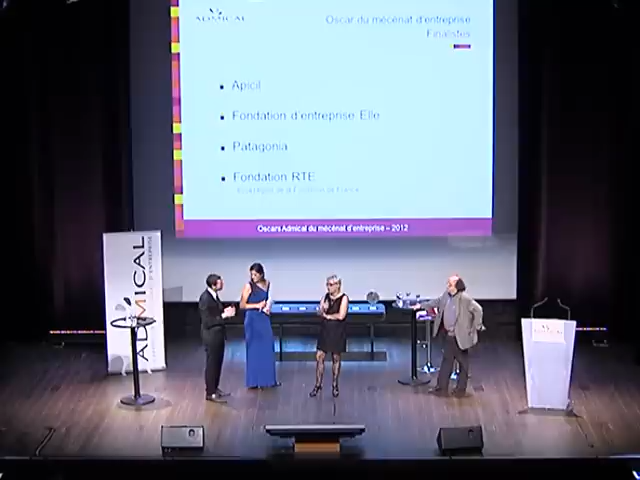 ADMICAL
Oscar du mécénat d'entreprise
Finalistes
Apicil
Fondation d'entreprise Elle
Patagonia
Fondation RTE
Oscars Admical du mécénat d'entreprise – 2012
ADMICAL
D'ENTREPRISE